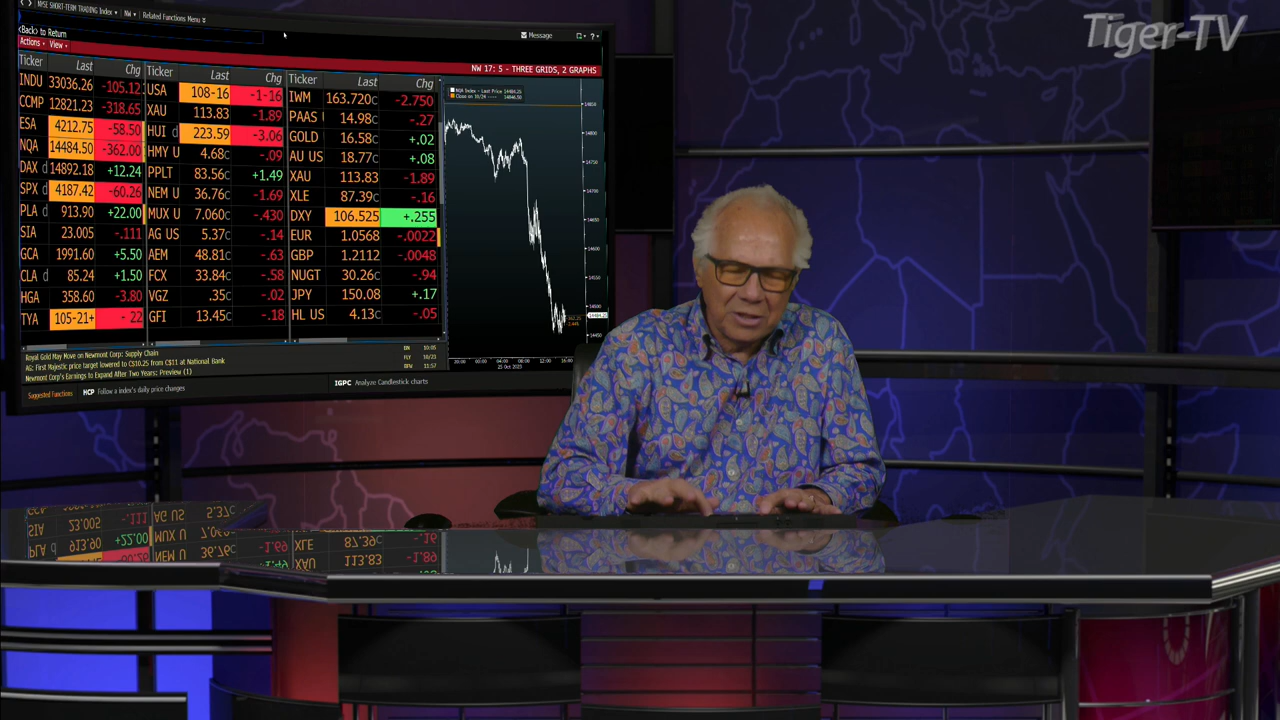 NYSE SHORT-TERM TRADING Index NW Related Functions Menu
Tiger-TV
<Back> to Return
Message
Actions View
NW 17: 5 - THREE GRIDS, 2 GRAPHS
Ticker Last Chg Ticker Last Chg Ticker Last Chg
INDU 33036.26 -105.12 USA 108-16 -1-16 IWM 163.720C -2.750
CCMP 12821.23 -318.65 XAU 113.83 -1.89 PAAS 14.98C -.27
ESA 4212.75 -58.50 HUI d 223.59 -3.06 GOLD 16.58C +.02
NQA 14484.50 -362.00 HMY U 4.68C -.09 AU US 18.77C +.08
DAX d 14892.18 +12.24 PPLT 83.56C +1.49 XAU 113.83 -1.89
SPX d 4187.42 -60.26 NEM U 36.76C -1.69 XLE 87.39C -.16
PLA d 913.90 +22.00 MUX U 7.060C -.430 DXY 106.525 +.255
SIA 23.005 -.111 AG US 5.37C -.14 EUR 1.0568 -.0022
GCA 1991.60 +5.50 AEM 48.81C -.63 GBP 1.2112 -.0048
CLA d 85.24 +1.50 FCX 33.84C -.58 NUGT 30.26C -.94
HGA 358.60 -3.80 VGZ .35C -.02 JPY 150.08 +.17
TYA 105-21+ - 22 GFI 13.45C -.18 HL US 4.13C -.05
Royal Gold May Move on Newmont Corp: Supply Chain
AG: First Majestic price target lowered to C$10.25 from C$11 at National Bank
Newmont Corp's Earnings to Expand After Two Years: Preview (1)
Suggested Functions HCP Follow a index's daily price changes IGPC Analyze Candlestick charts